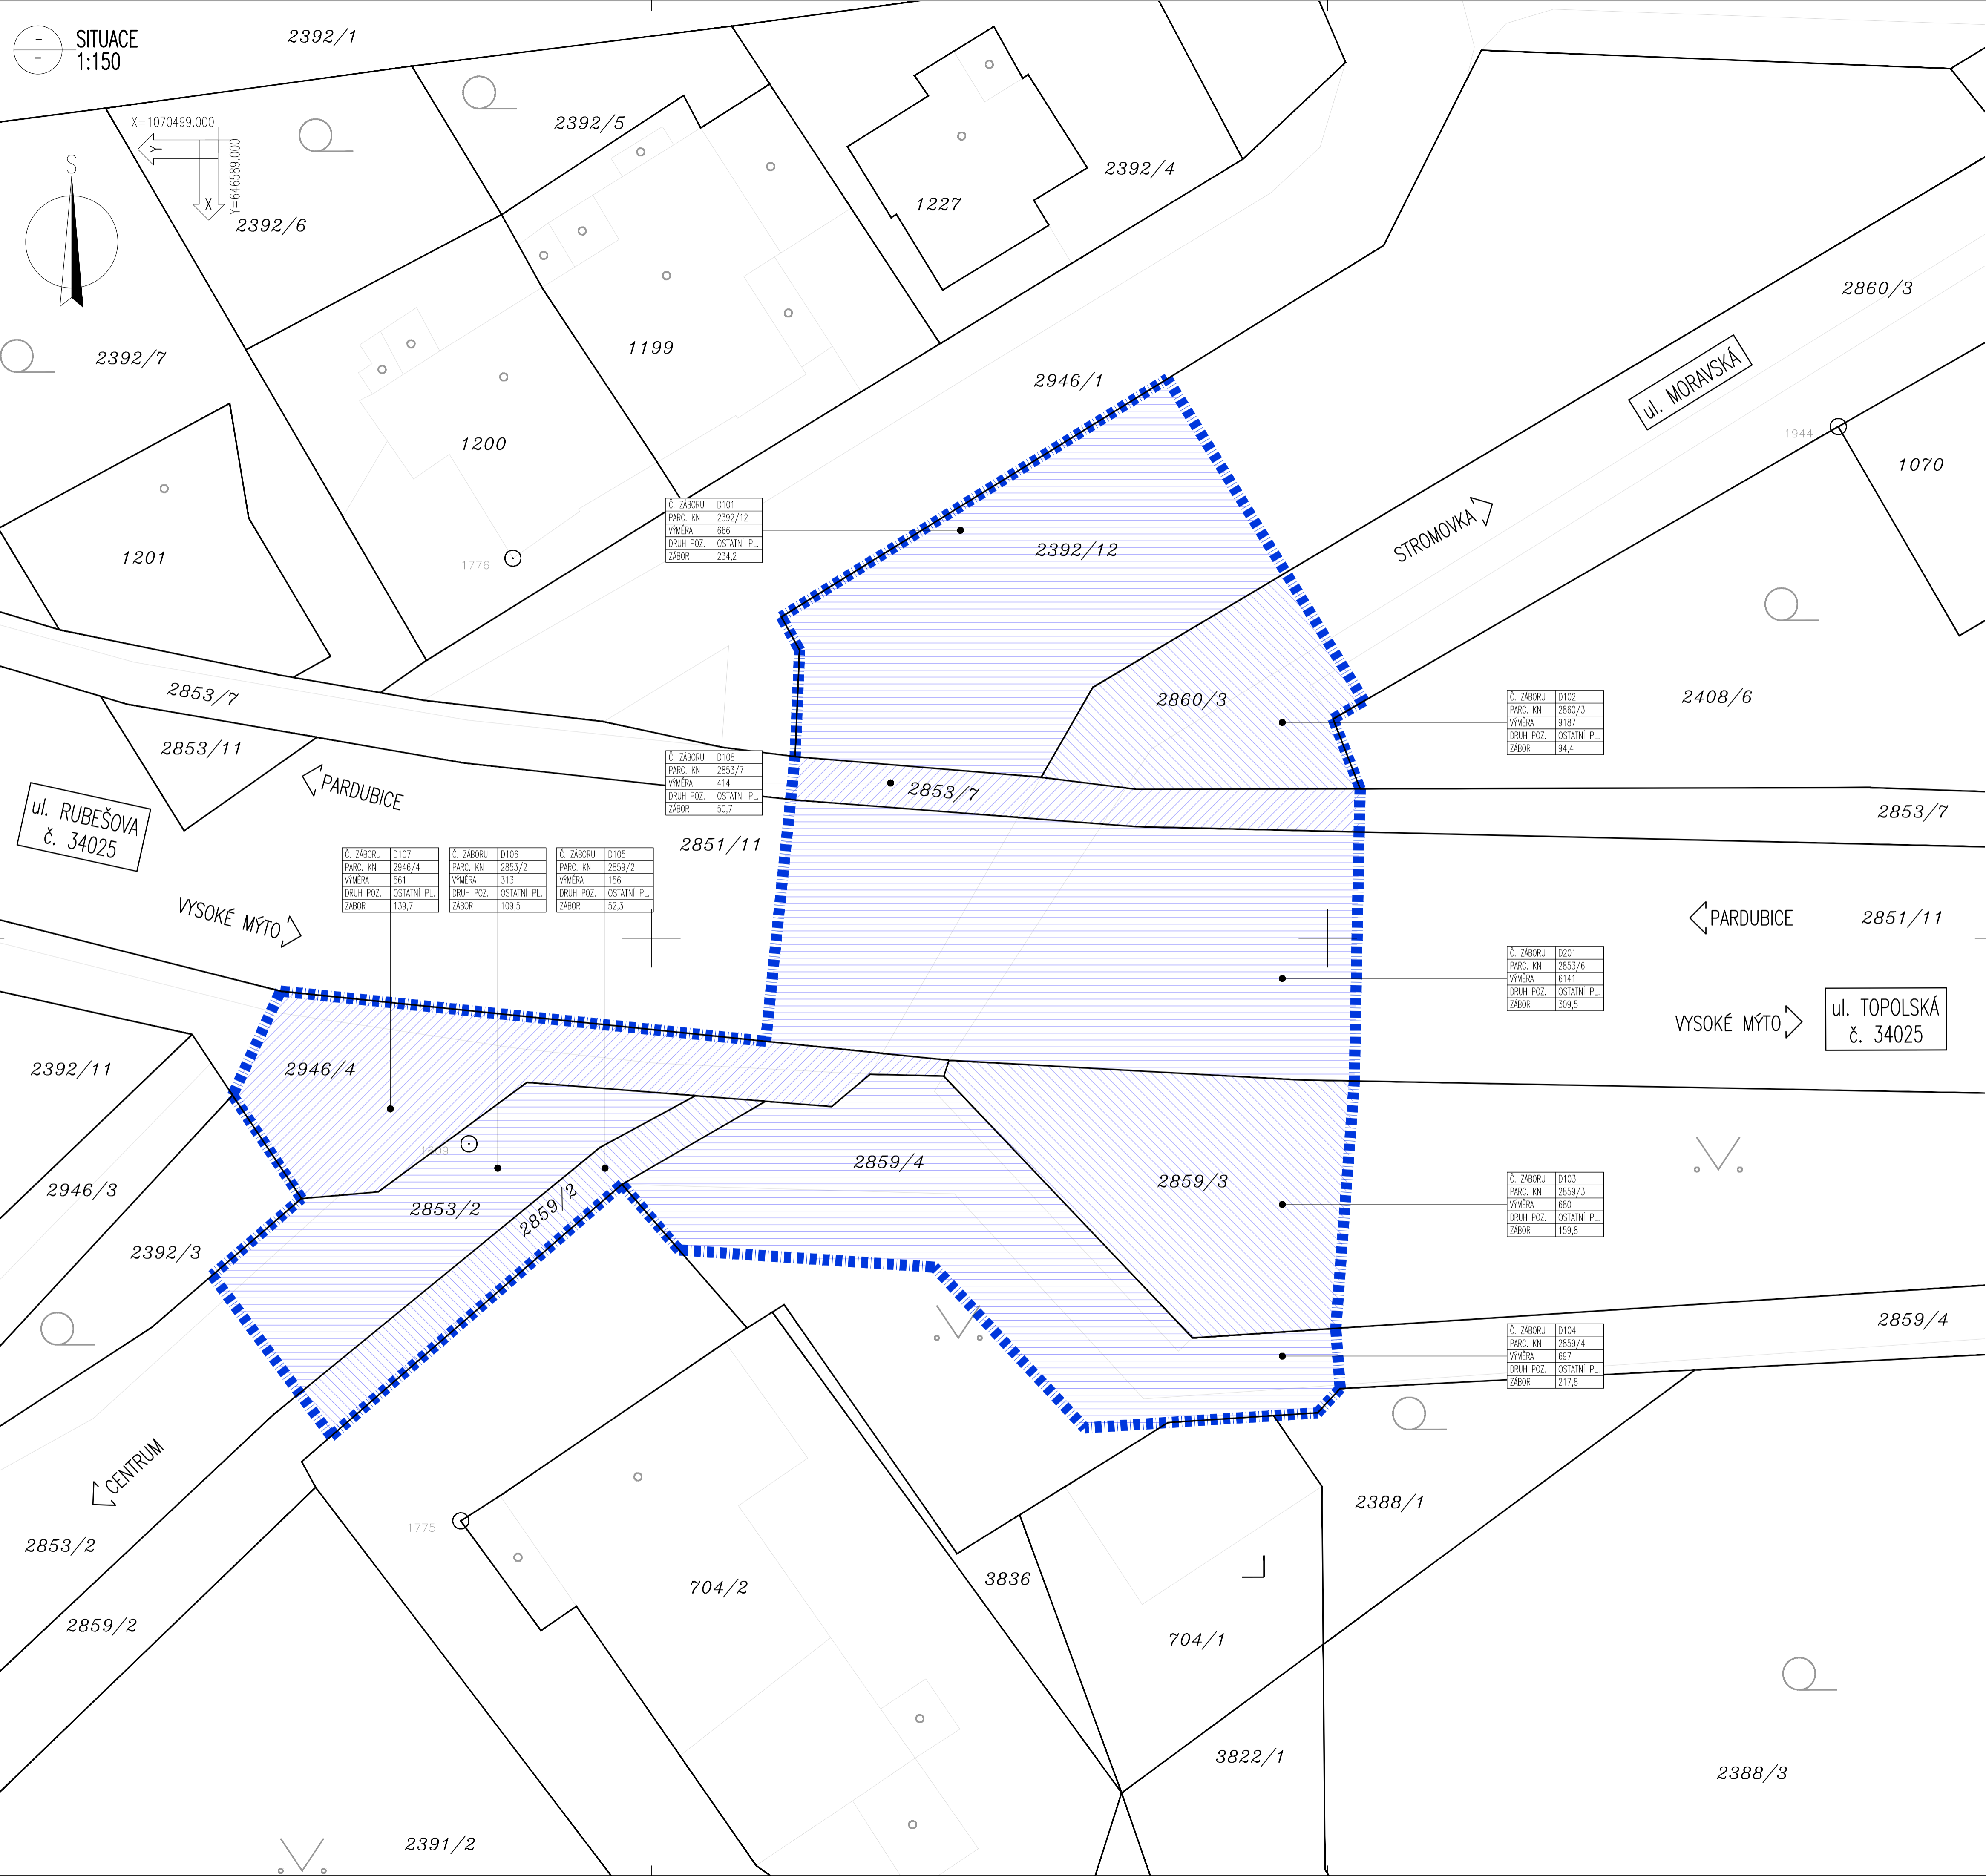 SITUACE
1:150
2392/1
X=1070499.000
Y
X
Y=646589.000
S
2392/5
2392/4
1227
2392/6
2392/7
1199
2946/1
2860/3
ul. MORAVSKÁ
1944
1070
1200
1201
1776
STROMOVKA
Č. ZÁBORU D101
PARC. KN 2392/12
VÝMĚRA 666
DRUH POZ. OSTATNÍ PL.
ZÁBOR 234,2
2392/12
2853/7
2853/11
PARDUBICE
ul. RUBEŠOVA
č. 34025
2860/3
Č. ZÁBORU D102
PARC. KN 2860/3
VÝMĚRA 9187
DRUH POZ. OSTATNÍ PL.
ZÁBOR 94,4
2408/6
Č. ZÁBORU D108
PARC. KN 2853/7
VÝMĚRA 414
DRUH POZ. OSTATNÍ PL.
ZÁBOR 50,7
2853/7
2853/7
2851/11
Č. ZÁBORU D107
PARC. KN 2946/4
VÝMĚRA 561
DRUH POZ. OSTATNÍ PL.
ZÁBOR 139,7
Č. ZÁBORU D106
PARC. KN 2853/2
VÝMĚRA 313
DRUH POZ. OSTATNÍ PL.
ZÁBOR 109,5
Č. ZÁBORU D105
PARC. KN 2859/2
VÝMĚRA 156
DRUH POZ. OSTATNÍ PL.
ZÁBOR 52,3
VYSOKÉ MÝTO
PARDUBICE
2851/11
Č. ZÁBORU D201
PARC. KN 2853/6
VÝMĚRA 6141
DRUH POZ. OSTATNÍ PL.
ZÁBOR 309,5
VYSOKÉ MÝTO
ul. TOPOLSKÁ
č. 34025
2392/11
2946/4
2946/3
2392/3
2853/2
2859/2
2859/4
2859/3
Č. ZÁBORU D103
PARC. KN 2859/3
VÝMĚRA 680
DRUH POZ. OSTATNÍ PL.
ZÁBOR 159,8
2859/4
Č. ZÁBORU D104
PARC. KN 2859/4
VÝMĚRA 697
DRUH POZ. OSTATNÍ PL.
ZÁBOR 217,8
CENTRUM
2853/2
2859/2
1775
704/2
3836
704/1
2388/1
3822/1
2388/3
2391/2